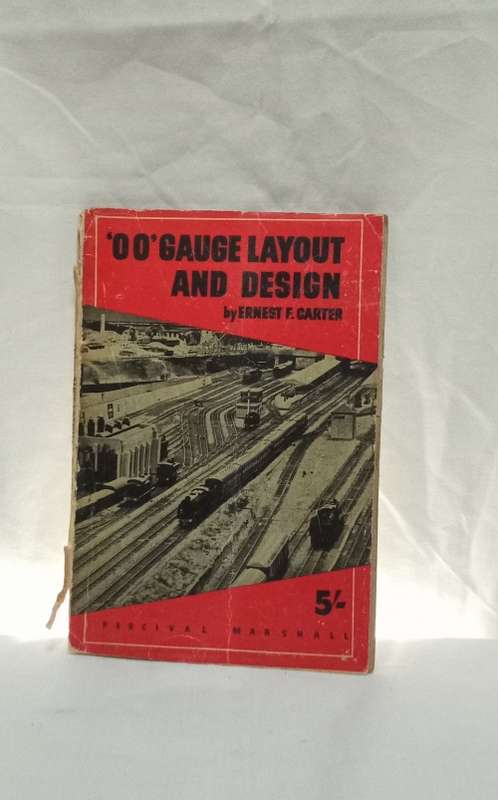 'OO' GAUGE LAYOUT
AND DESIGN
by ERNEST F. CARTER
5/-
PERCIVAL MARSHALL